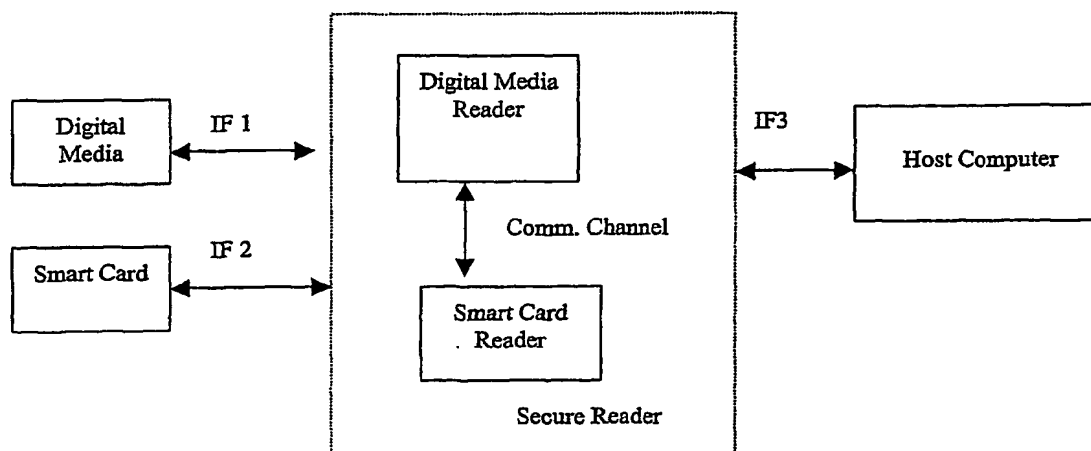 Digital Media
Reader
Digital
Media
IF 1
IF3
Host Computer
Comm. Channel
Smart Card
IF 2
Smart Card
Reader
Secure Reader